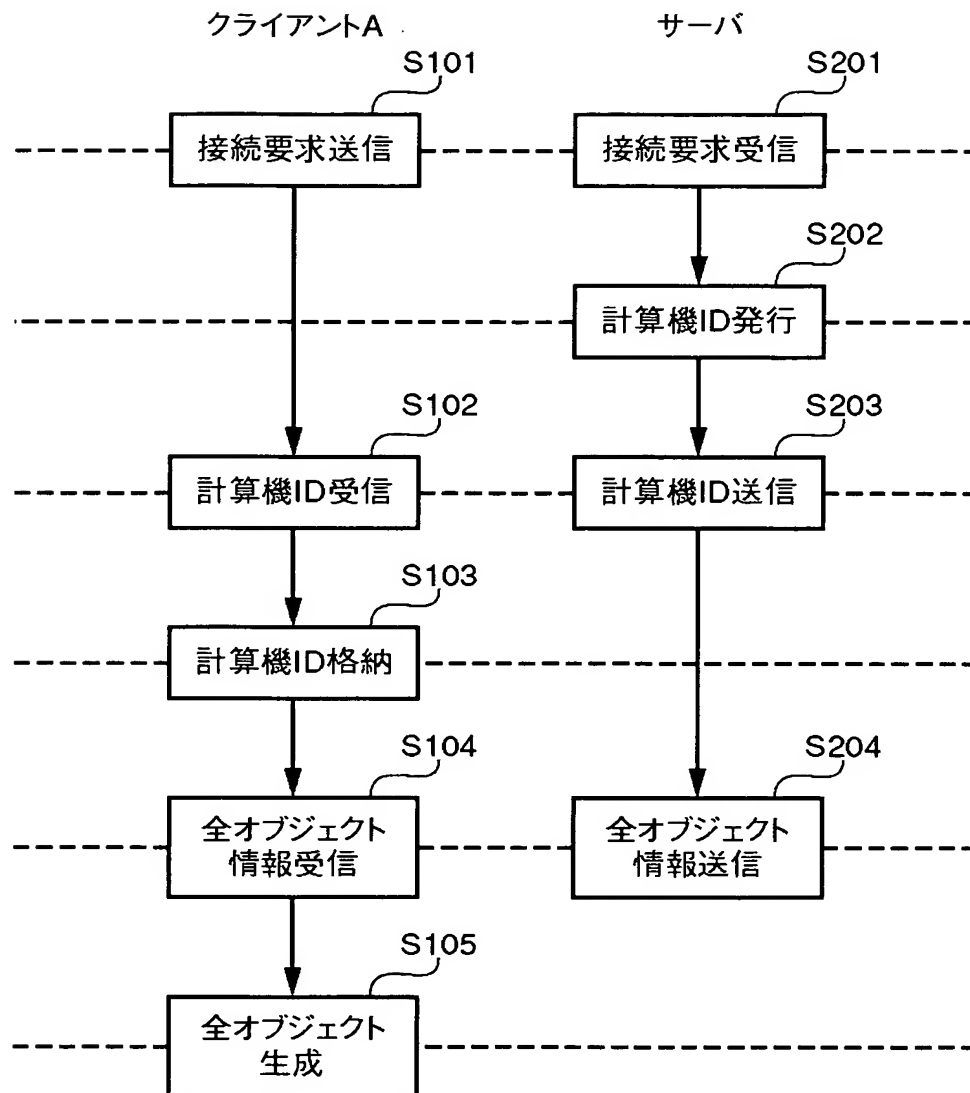 クライアントA サーバ
S101 S201
接続要求送信 接続要求受信
S202
計算機ID発行
S102 S203
計算機ID受信 計算機ID送信
S103
計算機ID格納
S104 S204
全オブジェクト
情報受信
全オブジェクト
情報送信
S105
全オブジェクト
生成